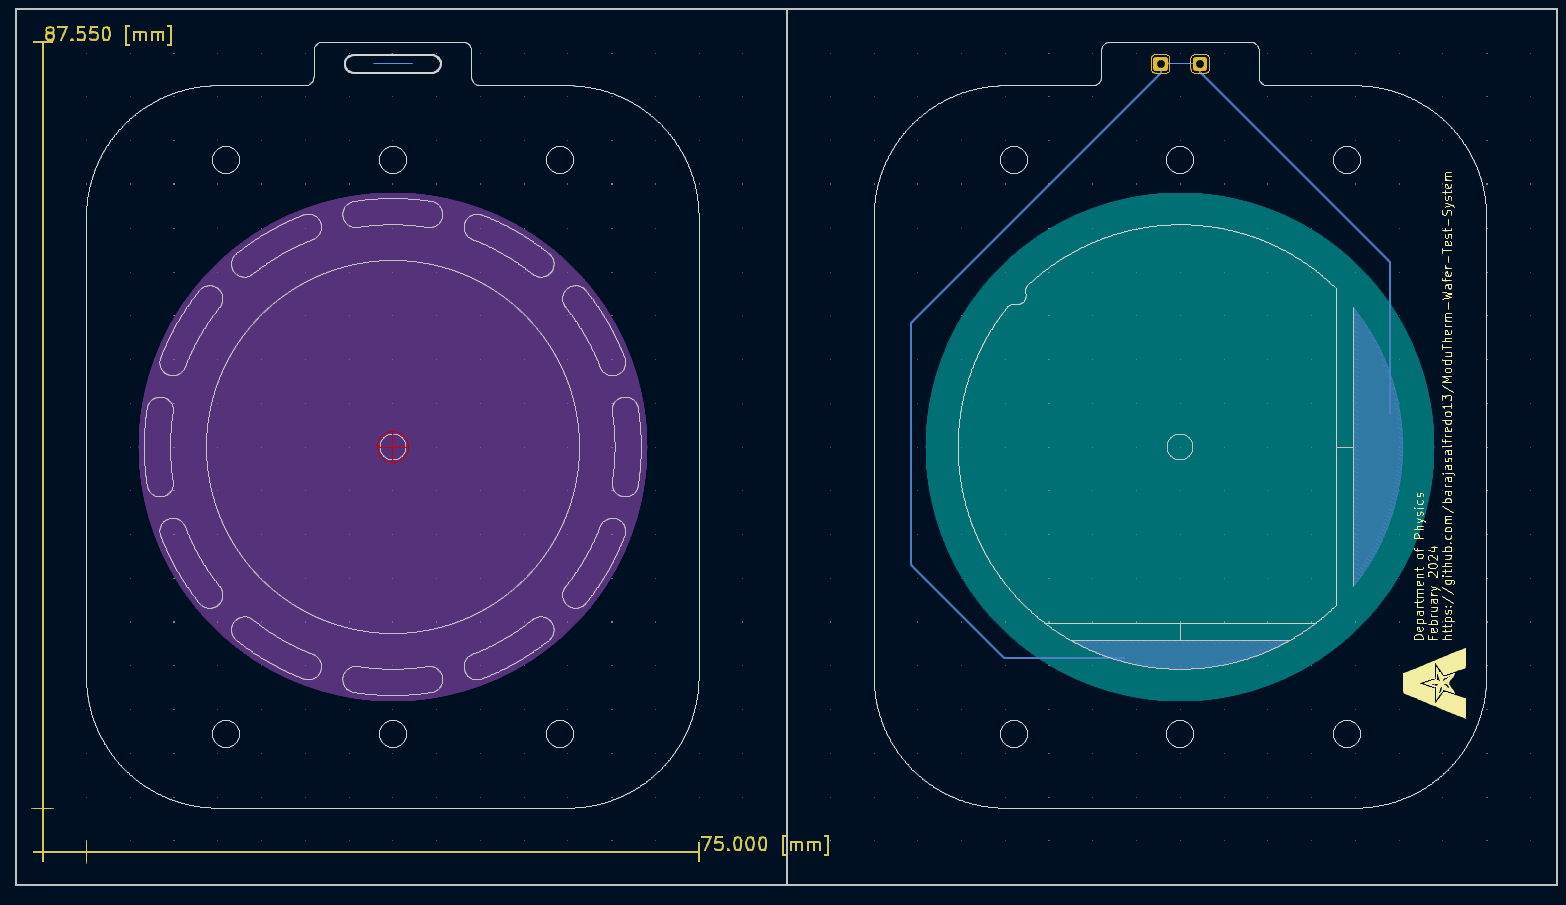 87.550 [mm]
75.000 [mm]
Department of Physics
February 2024
https://github.com/barajasalfredo13/ModuTherm-Wafer-Test-System